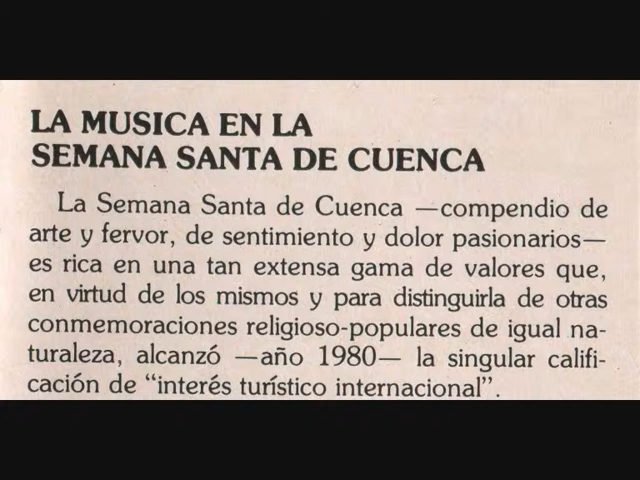 LA MUSICA EN LA
SEMANA SANTA DE CUENCA
La Semana Santa de Cuenca —compendio de
arte y fervor, de sentimiento y dolor pasionarios—
es rica en una tan extensa gama de valores que,
en virtud de los mismos y para distinguirla de otras
conmemoraciones religioso-populares de igual na-
turaleza, alcanzó —año 1980— la singular califi-
cación de “interés turístico internacional”.